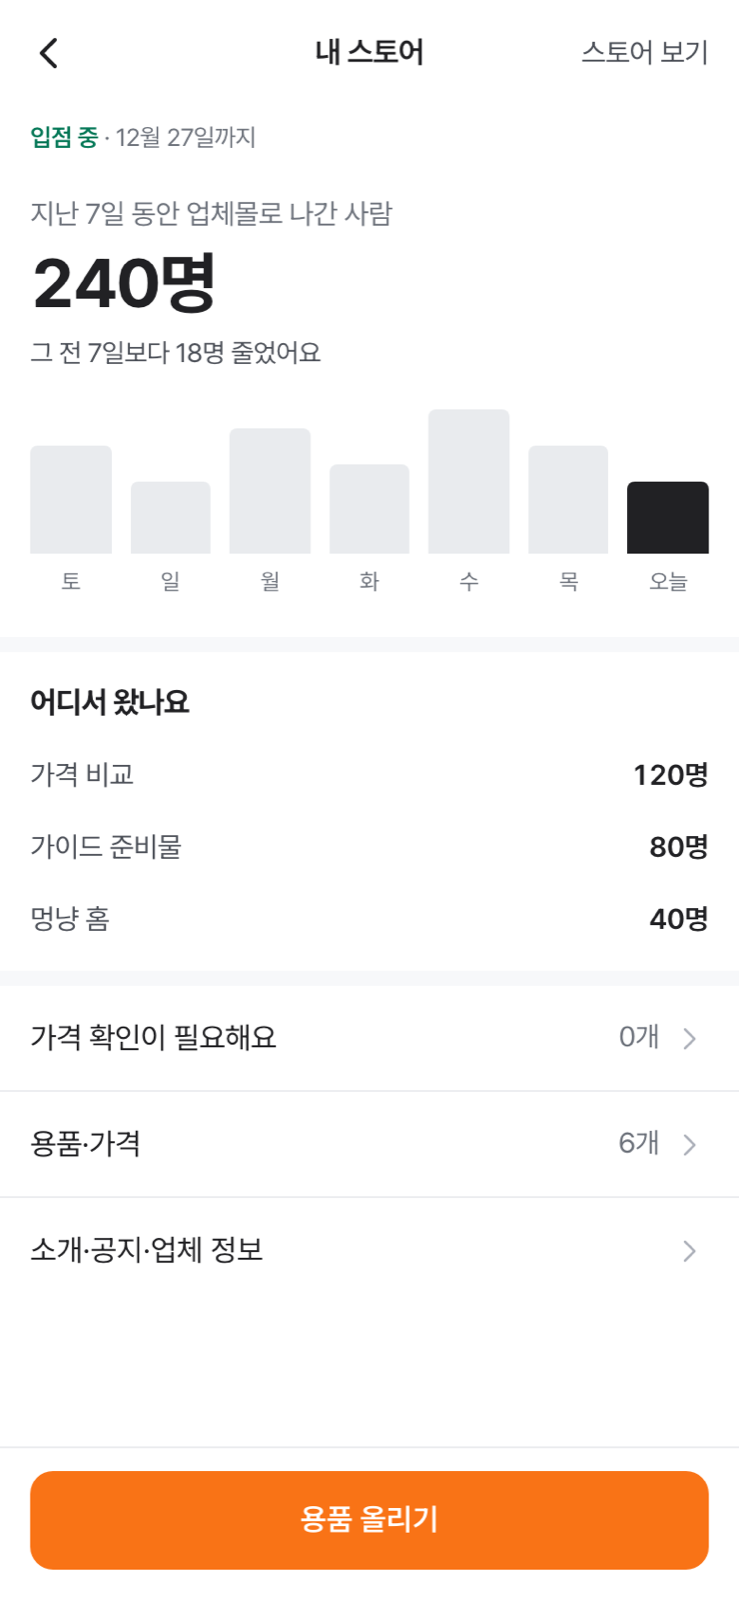 내 스토어
스토어 보기
입점 중 · 12월 27일까지
지난 7일 동안 업체몰로 나간 사람
240명
그 전 7일보다 18명 줄었어요
토 일 월 화 수 목 오늘
어디서 왔나요
가격 비교 120명
가이드 준비물 80명
멍냥 홈 40명
가격 확인이 필요해요 0개
용품·가격 6개
소개·공지·업체 정보
용품 올리기